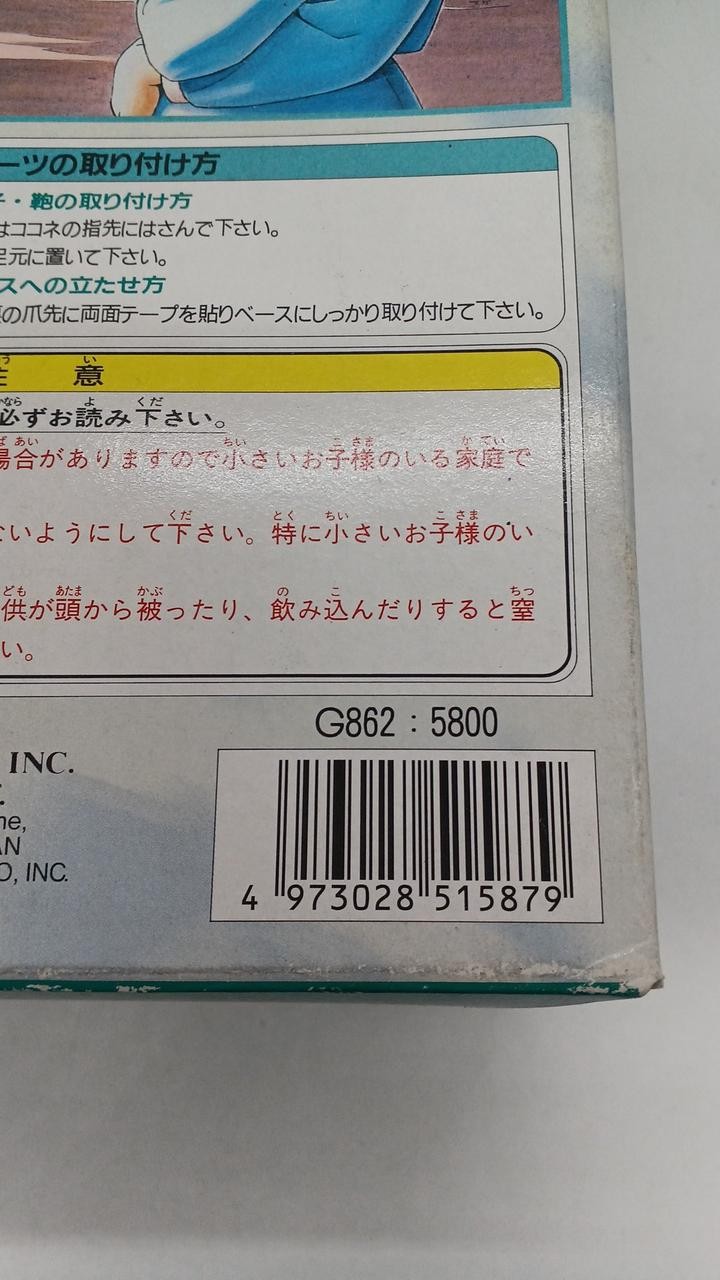 ーツの取り付け方
子・鞄の取り付け方
はココネの指先にはさんで下さい。
足元に置いて下さい。
スへの立たせ方
の爪先に両面テープを貼りベースにしっかり取り付けて下さい。
注意
必ずお読み下さい。
場合がありますので小さいお子様のいる家庭で
ないようにして下さい。特に小さいお子様のい
供が頭から被ったり、飲み込んだりすると窒
い。
G862：5800
INC.
me,
AN
O, INC.
4 973028 515879